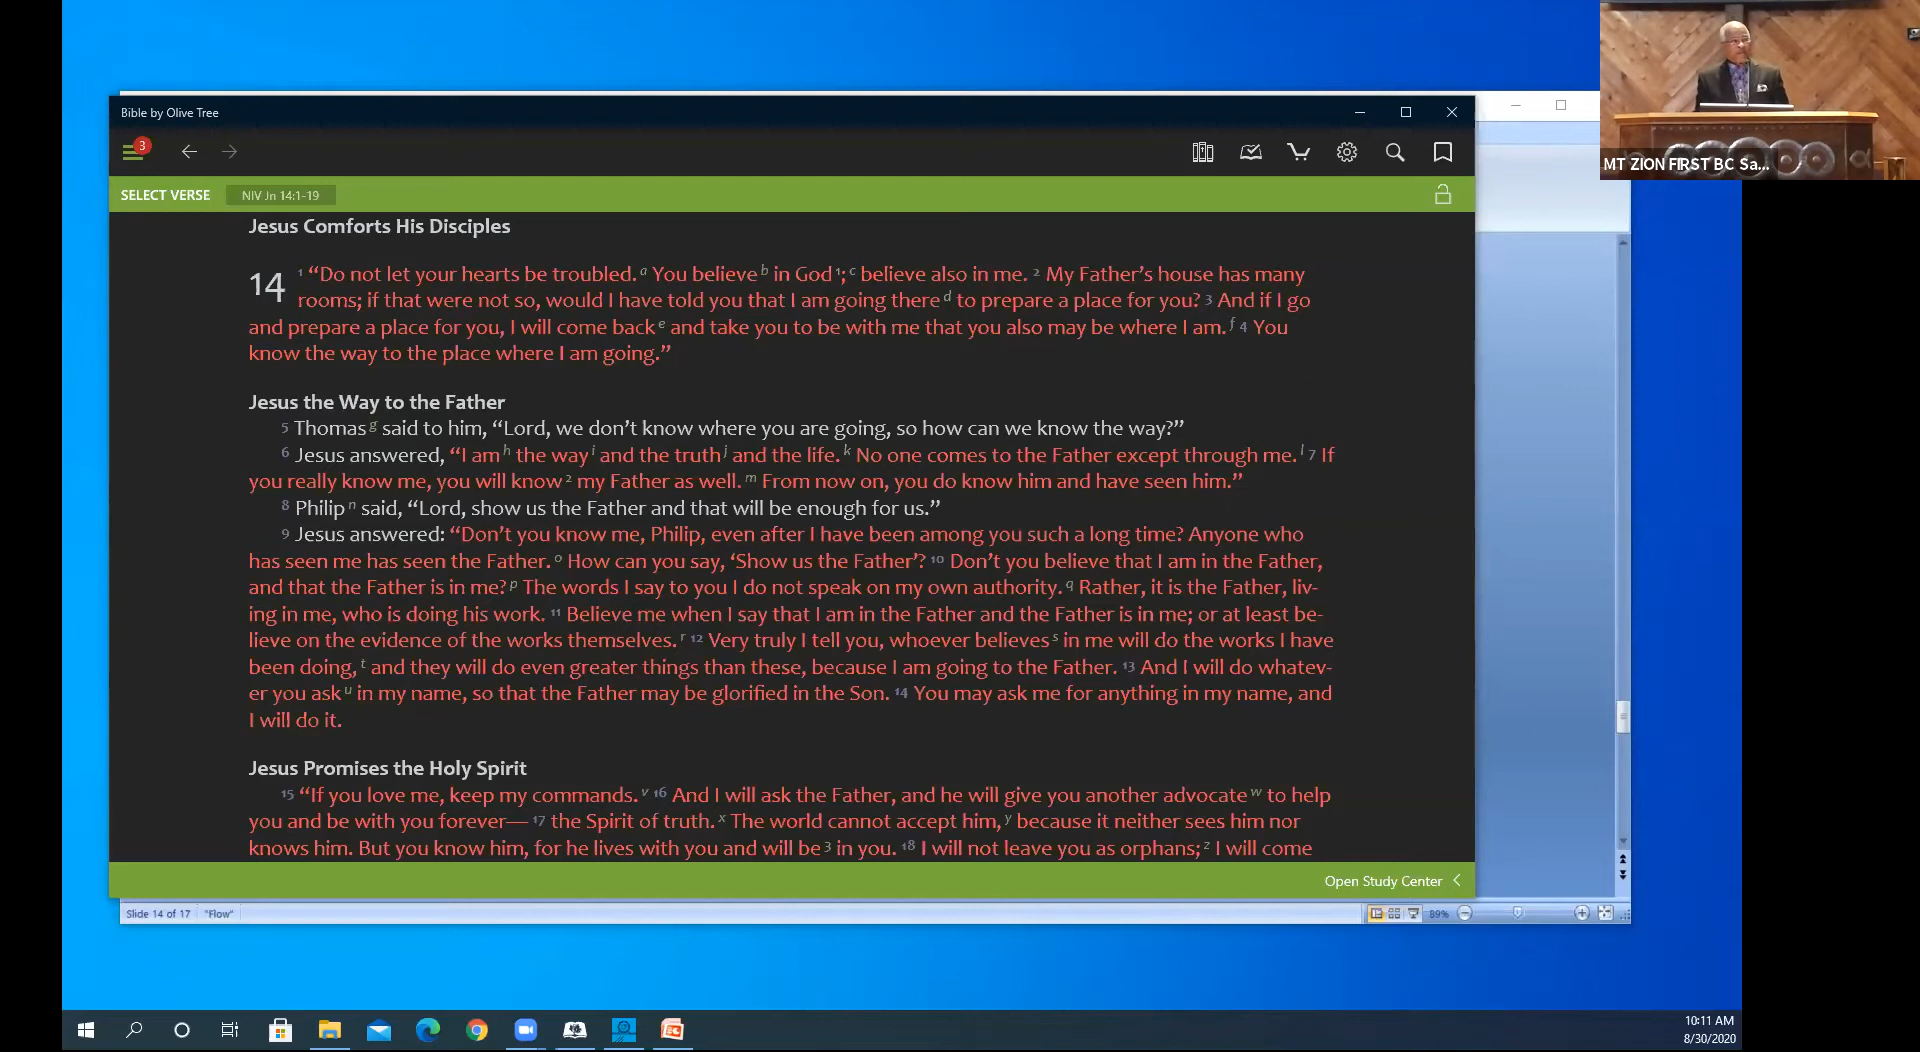 MT ZION FIRST BC Sa...
Bible by Olive Tree
3
SELECT VERSE NIV Jn 14:1-19
Jesus Comforts His Disciples
14 1 “Do not let your hearts be troubled. a You believe b in God 1; c believe also in me. 2 My Father’s house has many
rooms; if that were not so, would I have told you that I am going there d to prepare a place for you? 3 And if I go
and prepare a place for you, I will come back e and take you to be with me that you also may be where I am. f 4 You
know the way to the place where I am going.”
Jesus the Way to the Father
5 Thomas g said to him, “Lord, we don’t know where you are going, so how can we know the way?”
6 Jesus answered, “I am h the way i and the truth j and the life. k No one comes to the Father except through me. l 7 If
you really know me, you will know 2 my Father as well. m From now on, you do know him and have seen him.”
8 Philip n said, “Lord, show us the Father and that will be enough for us.”
9 Jesus answered: “Don’t you know me, Philip, even after I have been among you such a long time? Anyone who
has seen me has seen the Father. o How can you say, ‘Show us the Father’? 10 Don’t you believe that I am in the Father,
and that the Father is in me? p The words I say to you I do not speak on my own authority. q Rather, it is the Father, liv-
ing in me, who is doing his work. 11 Believe me when I say that I am in the Father and the Father is in me; or at least be-
lieve on the evidence of the works themselves. r 12 Very truly I tell you, whoever believes s in me will do the works I have
been doing, t and they will do even greater things than these, because I am going to the Father. 13 And I will do whatev-
er you ask u in my name, so that the Father may be glorified in the Son. 14 You may ask me for anything in my name, and
I will do it.
Jesus Promises the Holy Spirit
15 “If you love me, keep my commands. v 16 And I will ask the Father, and he will give you another advocate w to help
you and be with you forever— 17 the Spirit of truth. x The world cannot accept him, y because it neither sees him nor
knows him. But you know him, for he lives with you and will be 3 in you. 18 I will not leave you as orphans; z I will come
Open Study Center
Slide 14 of 17 "Flow" 89%
10:11 AM
8/30/2020